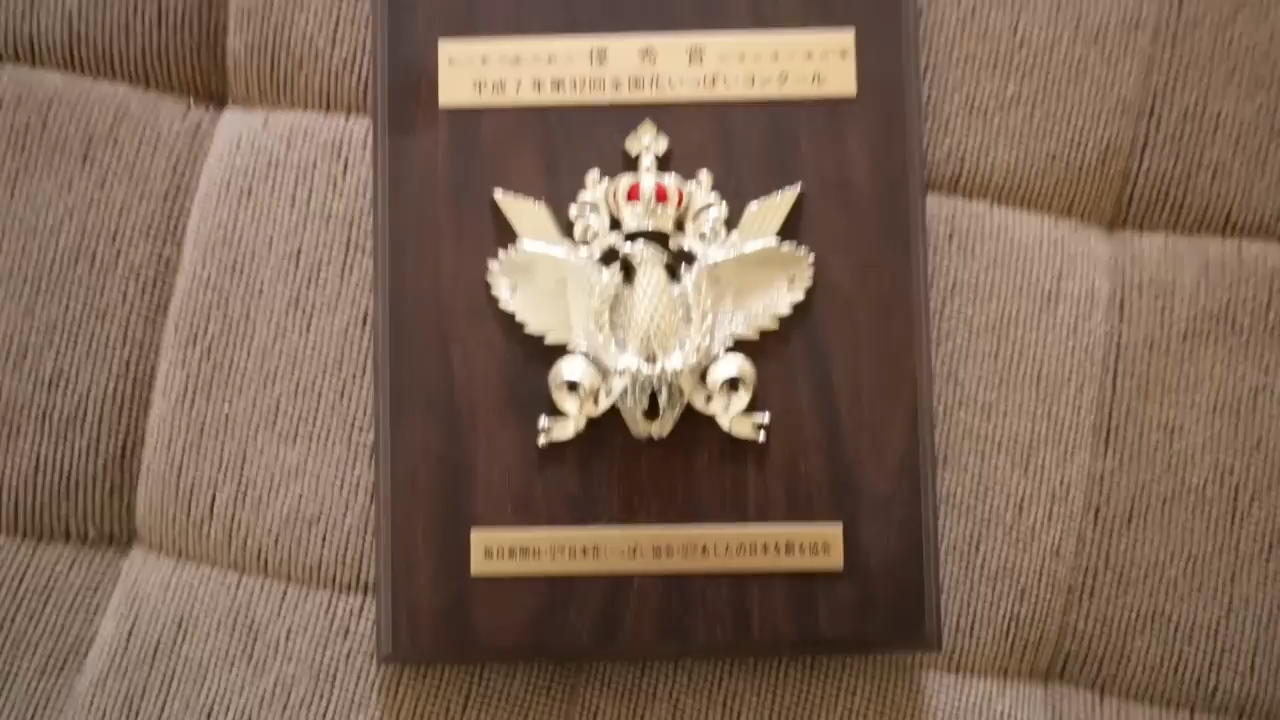 優秀賞
平成7年第32回全国花いっぱいコンクール
毎日新聞社・日本花いっぱい協会・あしたの日本を創る協会